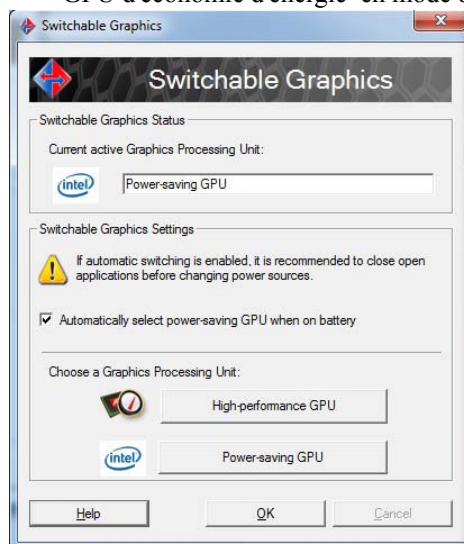 GPU d'économie d'énergie en mode
Switchable Graphics
Switchable Graphics
Switchable Graphics Status
Current active Graphics Processing Unit:
intel
Power-saving GPU
Switchable Graphics Settings
If automatic switching is enabled, it is recommended to close open
applications before changing power sources.
Automatically select power-saving GPU when on battery
Choose a Graphics Processing Unit:
High-performance GPU
intel
Power-saving GPU
Help
OK
Cancel